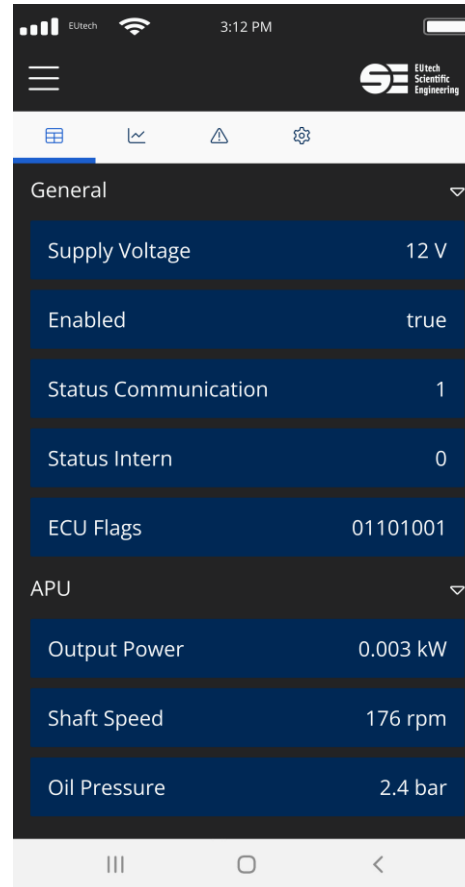 EUtech 3:12 PM
EUtech
Scientific
Engineering
General
Supply Voltage 12 V
Enabled true
Status Communication 1
Status Intern 0
ECU Flags 01101001
APU
Output Power 0.003 kW
Shaft Speed 176 rpm
Oil Pressure 2.4 bar